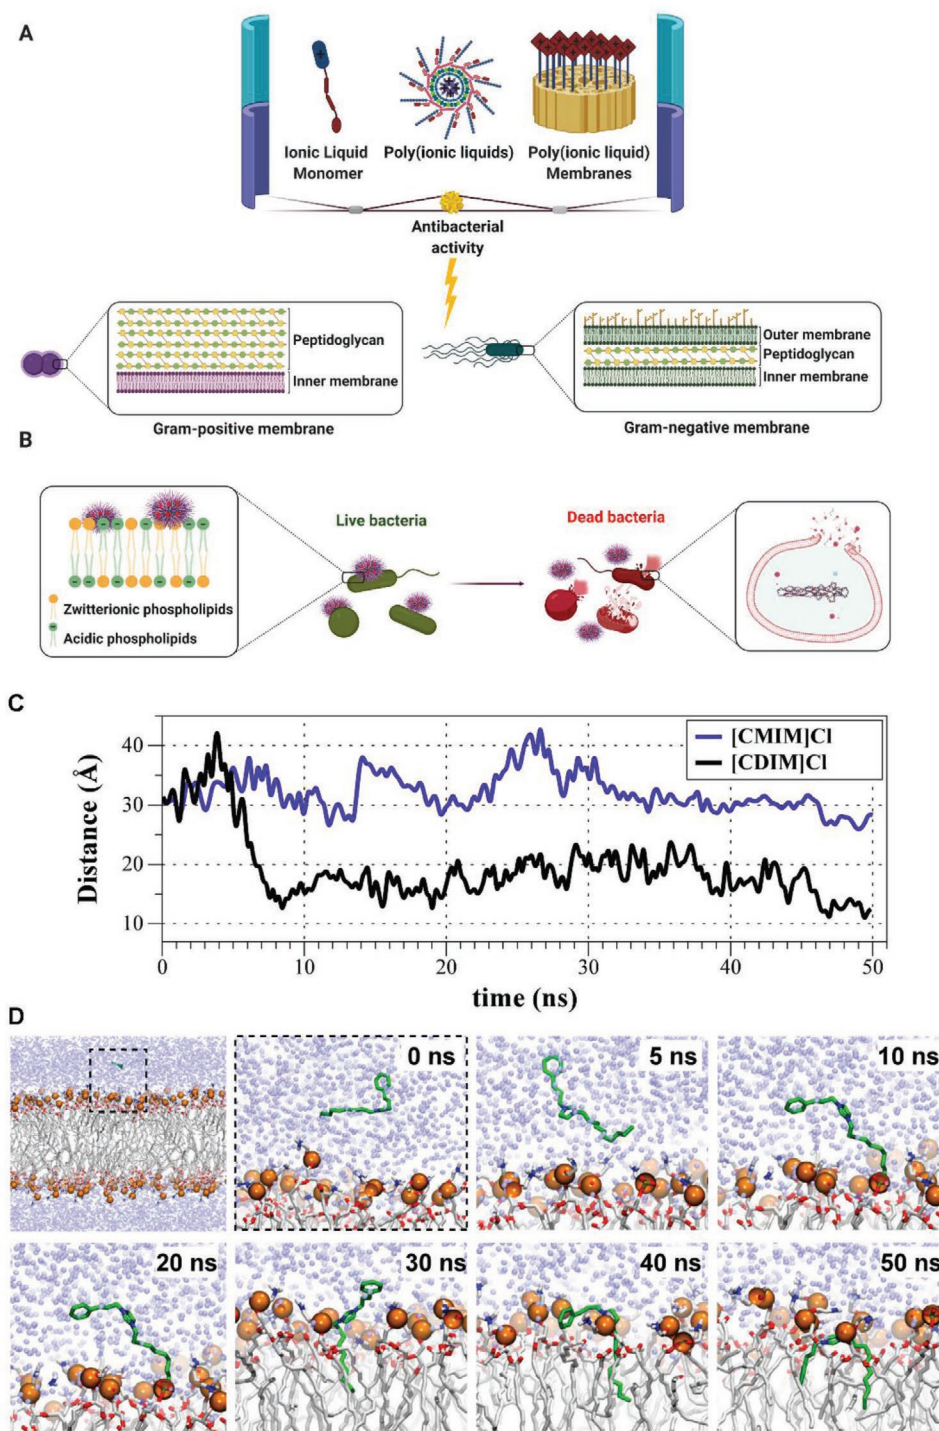 A
Ionic Liquid
Monomer
Poly(ionic liquids)
Poly(ionic liquid)
Membranes
Antibacterial
activity
Peptidoglycan
Inner membrane
Gram-positive membrane
Outer membrane
Peptidoglycan
Inner membrane
Gram-negative membrane
B
Zwitterionic phospholipids
Acidic phospholipids
Live bacteria
Dead bacteria
C
[CMIM]Cl
[CDIM]Cl
Distance (Å)
40
30
20
10
0 10 20 30 40 50
time (ns)
D
0 ns
5 ns
10 ns
20 ns
30 ns
40 ns
50 ns